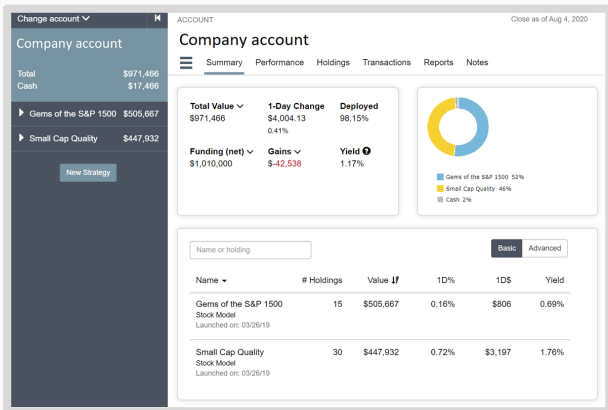 Change account
Company account
Total $971,466
Cash $17,466
Gems of the S&P 1500 $505,667
Small Cap Quality $447,932
New Strategy
ACCOUNT Close as of Aug 4, 2020
Company account
Summary Performance Holdings Transactions Reports Notes
Total Value 1-Day Change Deployed
$971,466 $4,004.13 98.15%
0.41%
Funding (net) Gains Yield ?
$1,010,000 $-42,538 1.17%
Gems of the S&P 1500 52%
Small Cap Quality 46%
Cash 2%
Name or holding Basic Advanced
Name # Holdings Value 1D% 1D$ Yield
Gems of the S&P 1500 15 $505,667 0.16% $806 0.69%
Stock Model
Launched on: 03/26/19
Small Cap Quality 30 $447,932 0.72% $3,197 1.76%
Stock Model
Launched on: 03/26/19